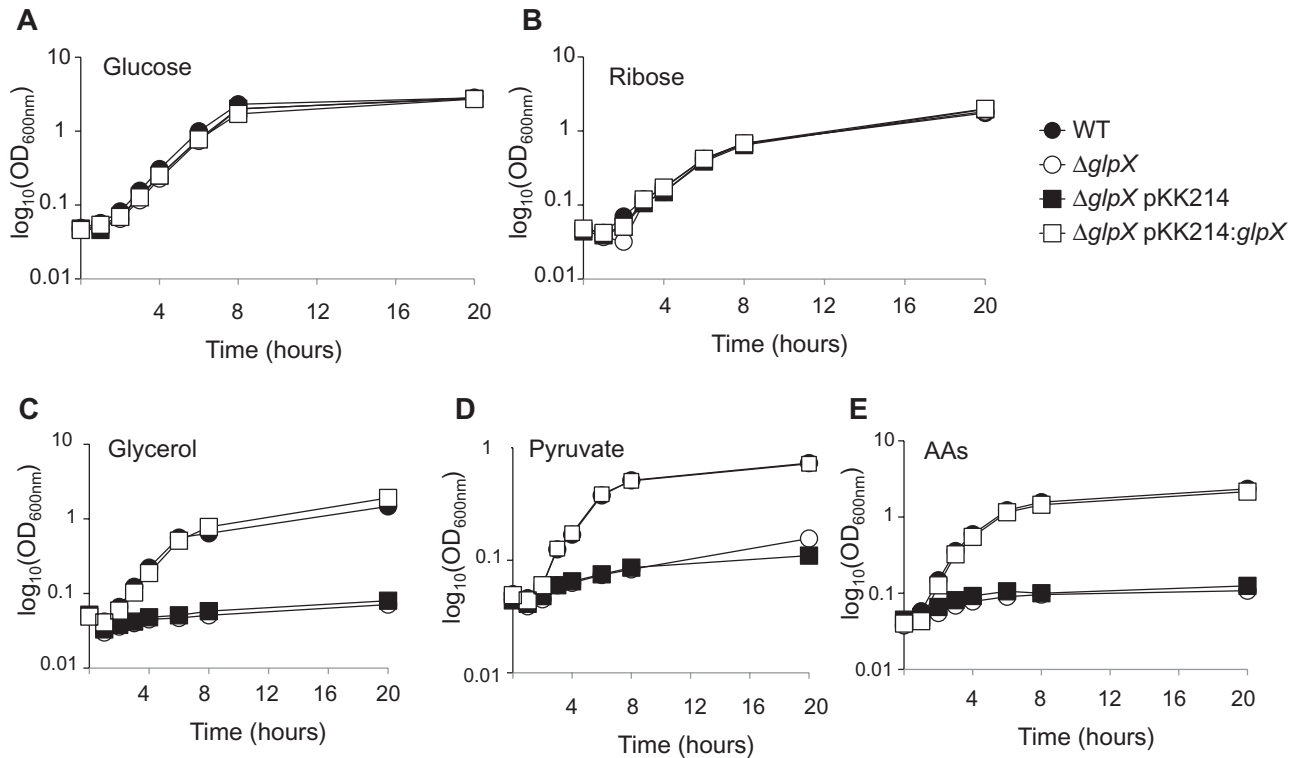 A
Glucose
log10(OD600nm)
10
1
0.1
0.01
4
8
12
16
20
Time (hours)
B
Ribose
log10(OD600nm)
10
1
0.1
0.01
4
8
12
16
20
Time (hours)
WT
ΔglpX
ΔglpX pKK214
ΔglpX pKK214:glpX
C
Glycerol
log10(OD600nm)
10
1
0.1
0.01
4
8
12
16
20
Time (hours)
D
Pyruvate
log10(OD600nm)
1
0.1
0.01
4
8
12
16
20
Time (hours)
E
AAs
log10(OD600nm)
10
1
0.1
0.01
4
8
12
16
20
Time (hours)